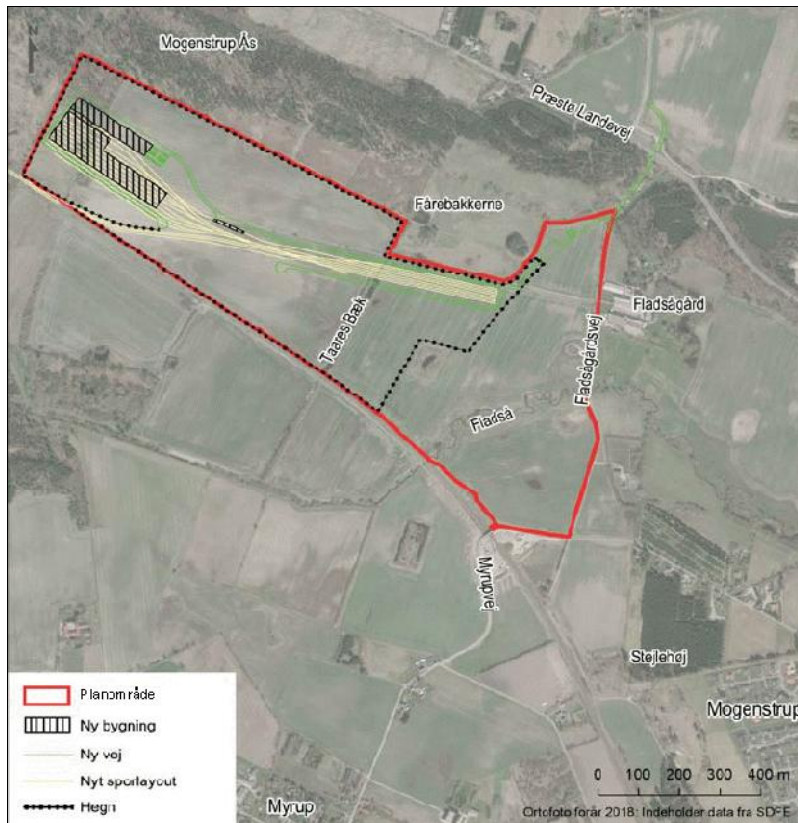 N
Mogenstrup Ås
Præstø Landevej
Fårebakkerne
Fladsågård
Taares Bæk
Fladsågårdsvej
Fladså
Myrupvej
Stejlehøj
Mogenstrup
Myrup
Planområde
Ny bygning
Ny vej
Nyt sporlayout
Hegn
0 100 200 300 400 m
Ortofoto forår 2018: Indeholder data fra SDFE